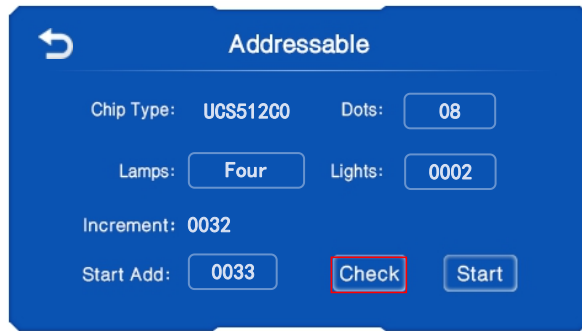 Addressable
Chip Type: UCS512C0 Dots: 08
Lamps: Four Lights: 0002
Increment: 0032
Start Add: 0033 Check Start